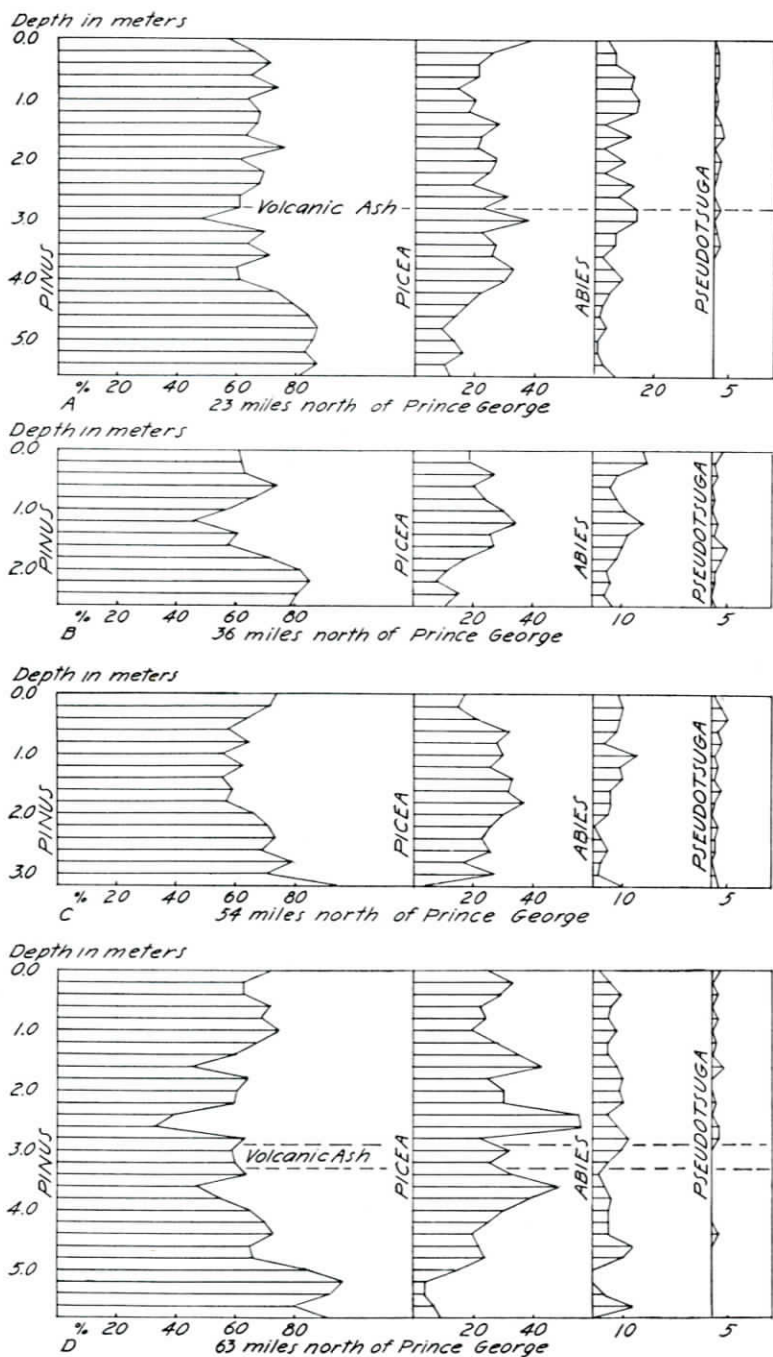 Depth in meters
0.0
1.0
2.0
3.0
4.0
5.0
PINUS
Volcanic Ash
PICEA
ABIES
PSEUDOTSUGA
% 20 40 60 80 20 40 20 5
A 23 miles north of Prince George
Depth in meters
0.0
1.0
2.0
PINUS
PICEA
ABIES
PSEUDOTSUGA
% 20 40 60 80 20 40 10 5
B 36 miles north of Prince George
Depth in meters
0.0
1.0
2.0
3.0
PINUS
PICEA
ABIES
PSEUDOTSUGA
20 40 60 80 20 40 10 5
C 54 miles north of Prince George
Depth in meters
0.0
1.0
2.0
3.0
4.0
5.0
PINUS
Volcanic Ash
PICEA
ABIES
PSEUDOTSUGA
% 20 40 60 80 20 40 10 5
D 63 miles north of Prince George